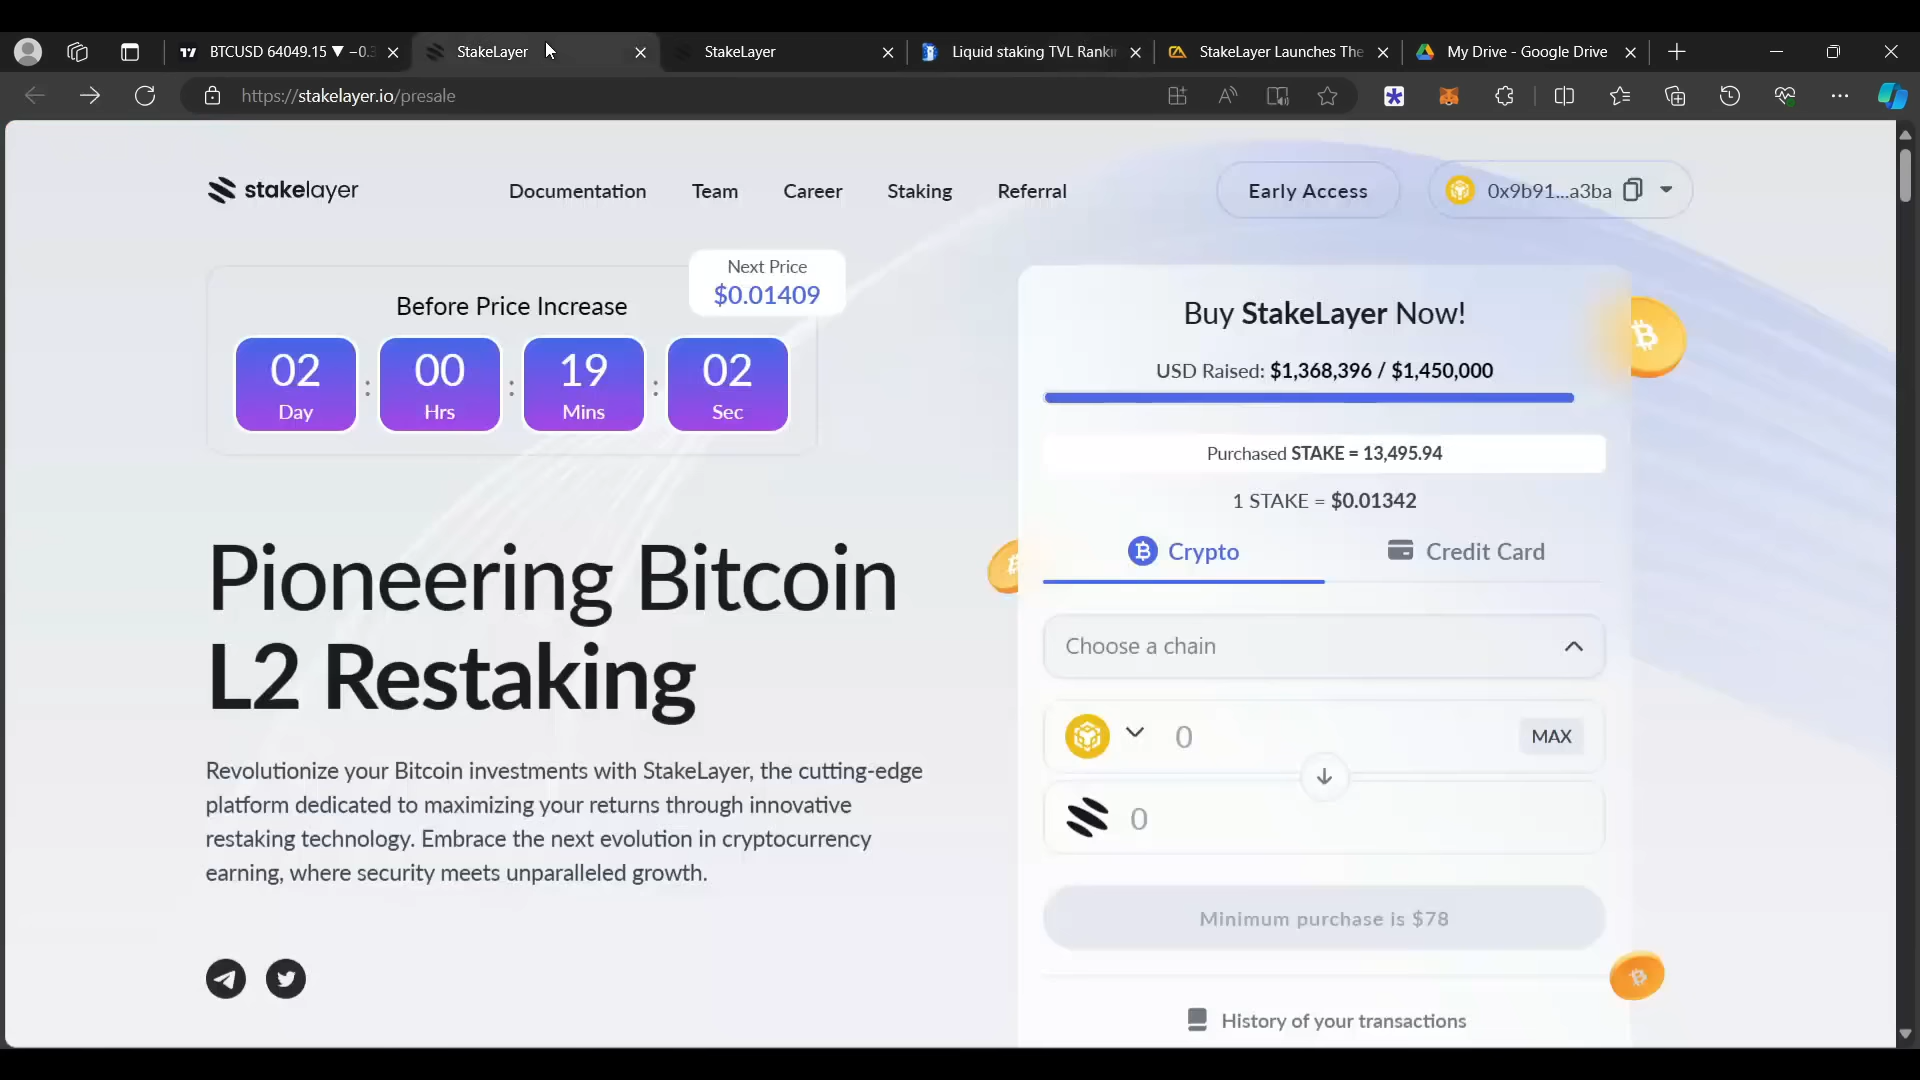 BTCUSD 64049.15 ▼ −0.3
StakeLayer
StakeLayer
Liquid staking TVL Ranki
StakeLayer Launches The
My Drive - Google Drive
https://stakelayer.io/presale
stakelayer
Documentation
Team
Career
Staking
Referral
Early Access
0x9b91...a3ba
Next Price
$0.01409
Before Price Increase
02 : 00 : 19 : 02
Day Hrs Mins Sec
Pioneering Bitcoin
L2 Restaking
Revolutionize your Bitcoin investments with StakeLayer, the cutting-edge
platform dedicated to maximizing your returns through innovative
restaking technology. Embrace the next evolution in cryptocurrency
earning, where security meets unparalleled growth.
Buy StakeLayer Now!
USD Raised: $1,368,396 / $1,450,000
Purchased STAKE = 13,495.94
1 STAKE = $0.01342
Crypto
Credit Card
Choose a chain
0
MAX
0
Minimum purchase is $78
History of your transactions